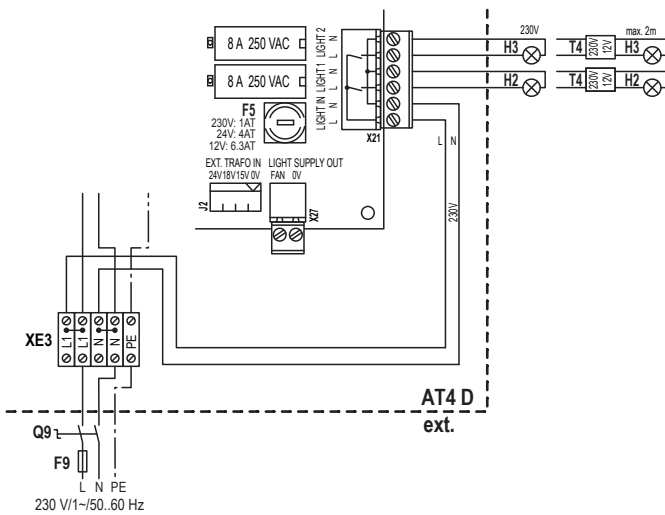 8 A 250 VAC
8 A 250 VAC
LIGHT 2
N
L
LIGHT 1
N
L
LIGHT IN
N
L
X21
F5
230V: 1AT
24V: 4AT
12V: 6.3AT
EXT. TRAFO IN
24V18V15V 0V
J2
LIGHT SUPPLY OUT
FAN 0V
X27
230V
H3
T4
230V
12V
max. 2m
H3
H2
T4
230V
12V
H2
L N
230V
XE3
L1
L1
N
N
PE
AT4 D
ext.
Q9
F9
L N PE
230 V/1~/50..60 Hz